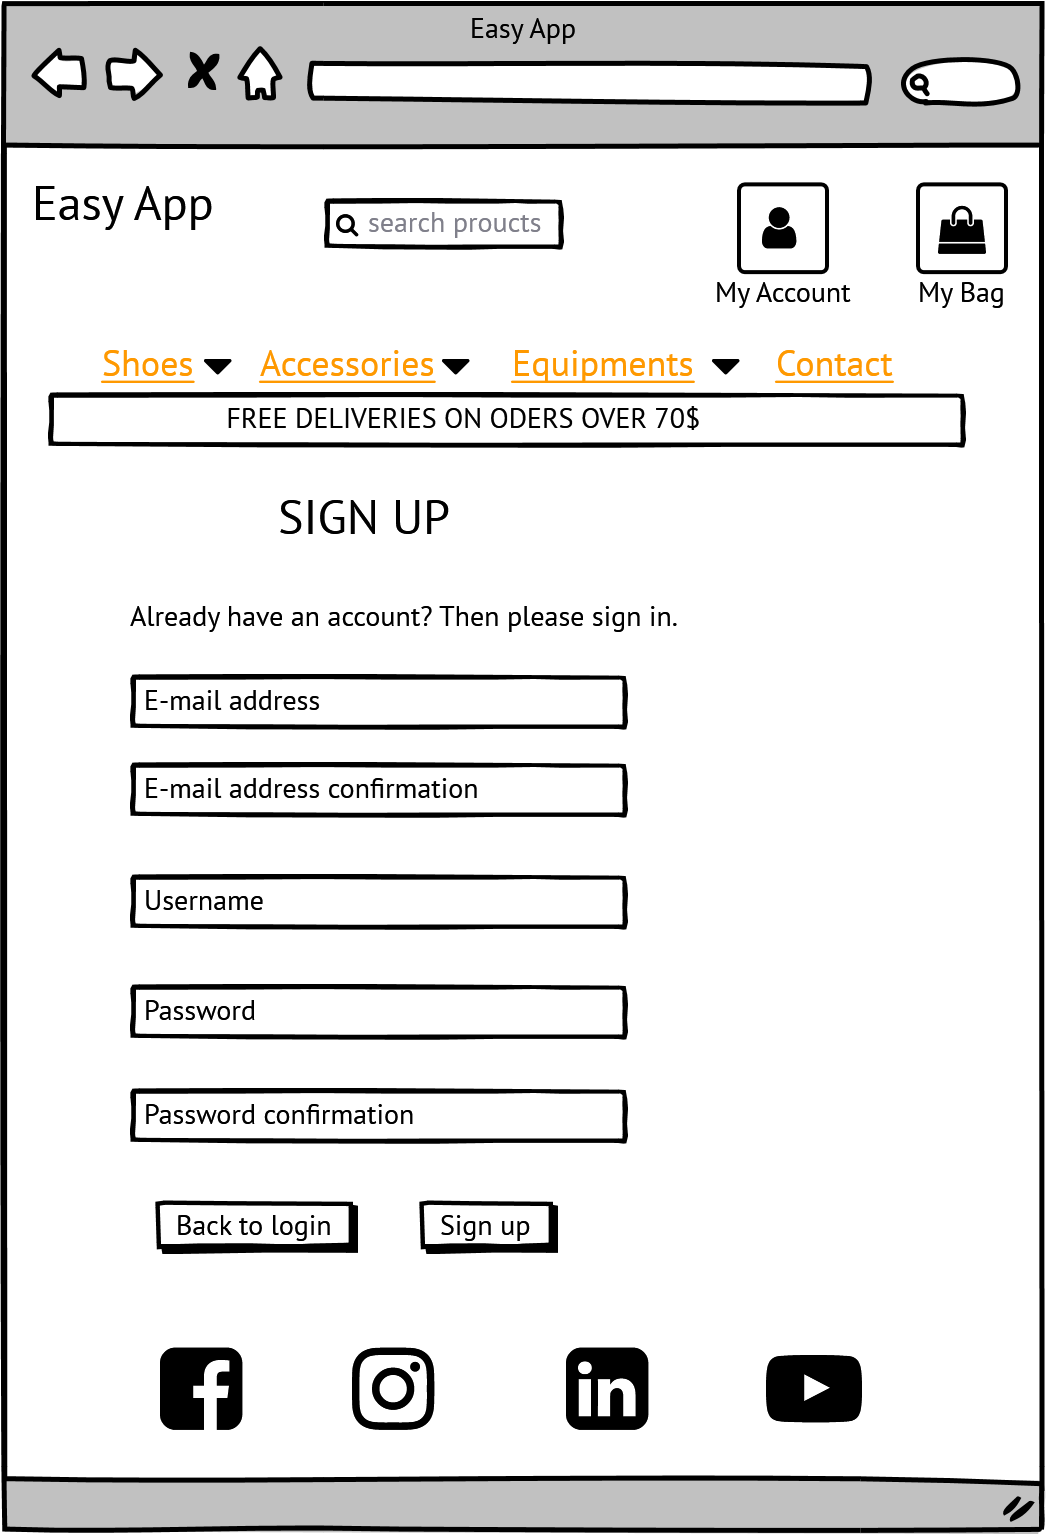 Easy App
Easy App
search proucts
My Account
My Bag
Shoes Accessories Equipments Contact
FREE DELIVERIES ON ODERS OVER 70$
SIGN UP
Already have an account? Then please sign in.
E-mail address
E-mail address confirmation
Username
Password
Password confirmation
Back to login
Sign up